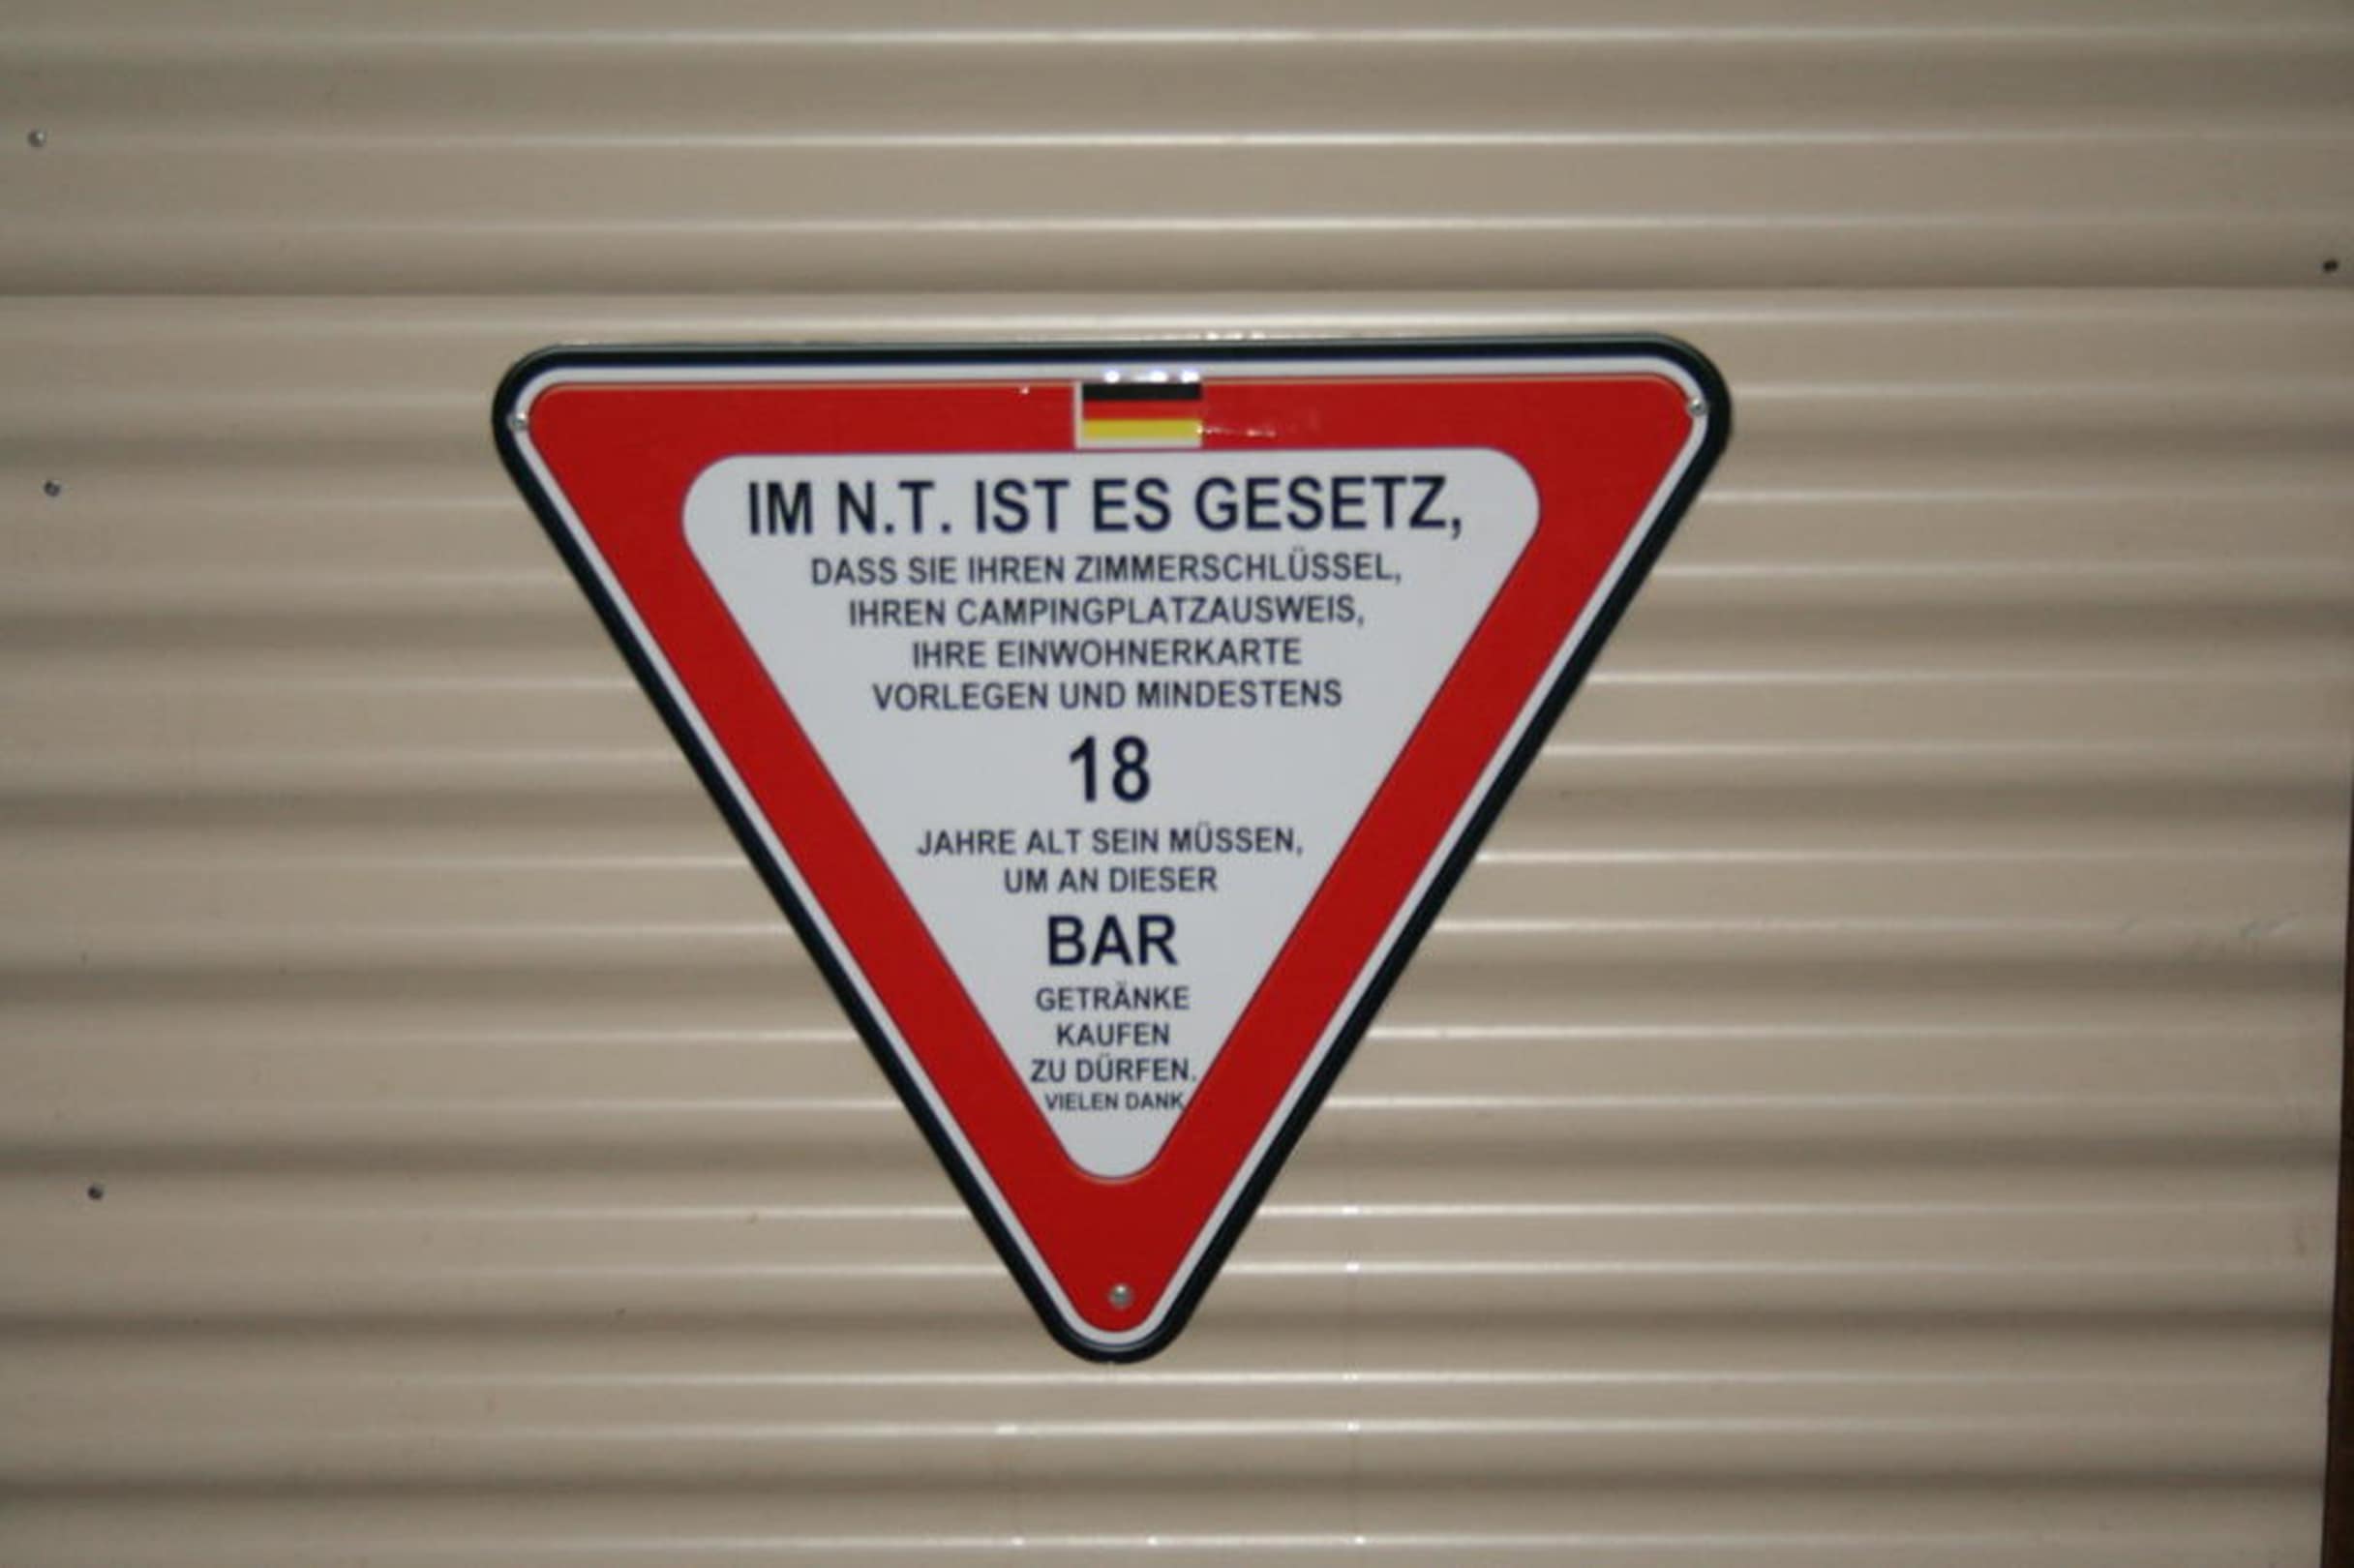 IM N.T. IST ES GESETZ,
DASS SIE IHREN ZIMMERSCHLÜSSEL,
IHREN CAMPINGPLATZAUSWEIS,
IHRE EINWOHNERKARTE
VORLEGEN UND MINDESTENS
18
JAHRE ALT SEIN MÜSSEN,
UM AN DIESER
BAR
GETRÄNKE
KAUFEN
ZU DÜRFEN.
VIELEN DANK